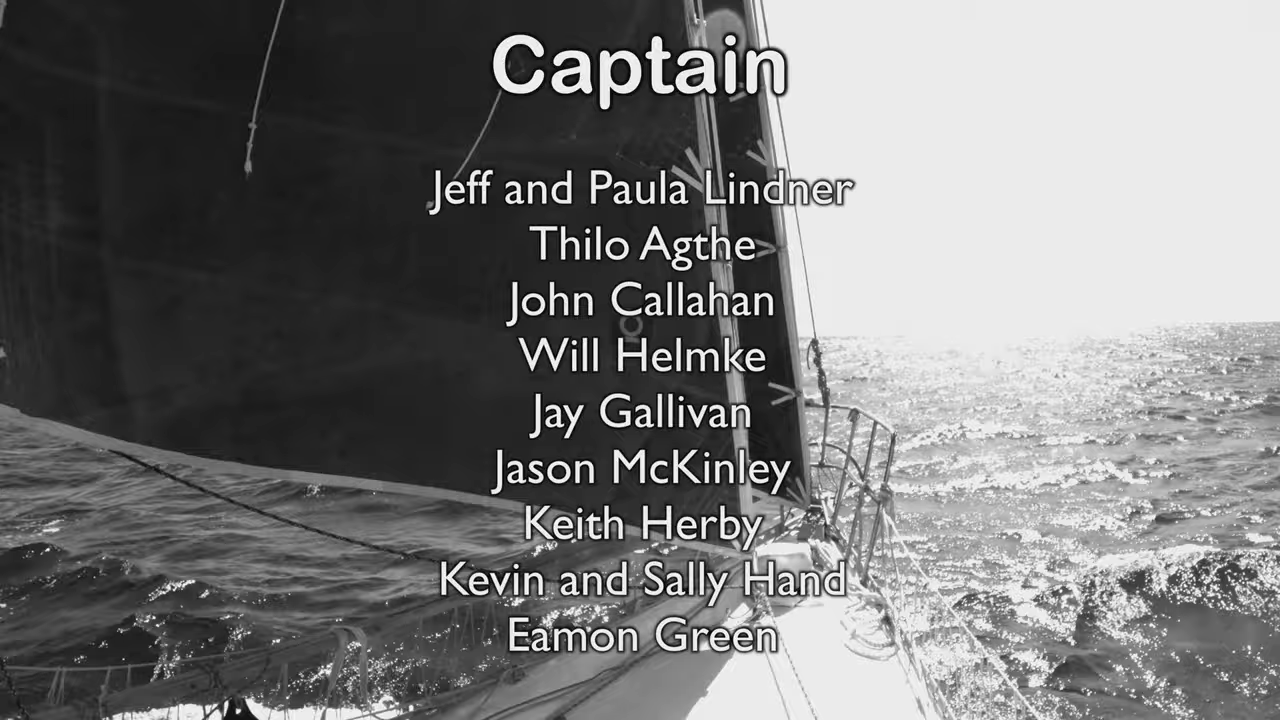 Captain
Jeff and Paula Lindner
Thilo Agthe
John Callahan
Will Helmke
Jay Gallivan
Jason McKinley
Keith Herby
Kevin and Sally Hand
Eamon Green